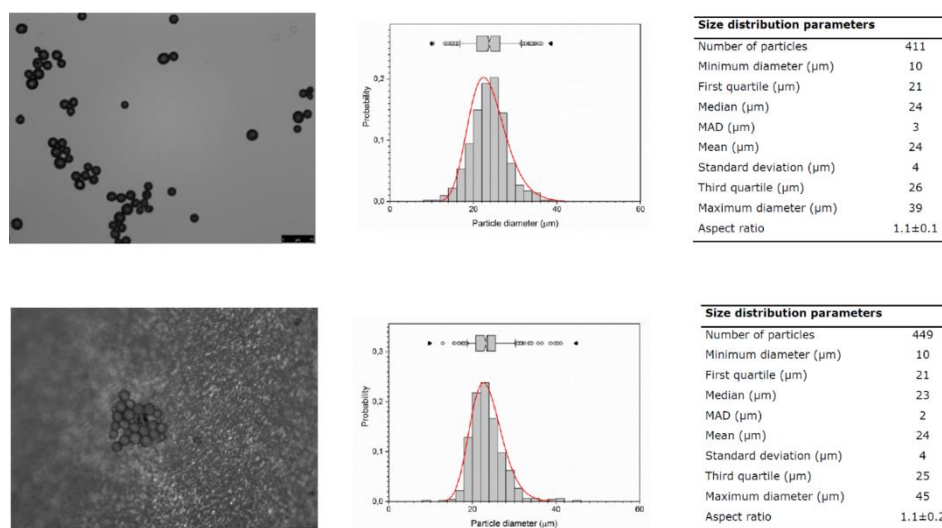 0,2
0,1
0,0
Probability
0
20
40
60
Particle diameter (µm)
Size distribution parameters
Number of particles 411
Minimum diameter (µm) 10
First quartile (µm) 21
Median (µm) 24
MAD (µm) 3
Mean (µm) 24
Standard deviation (µm) 4
Third quartile (µm) 26
Maximum diameter (µm) 39
Aspect ratio 1.1±0.1
0,3
0,2
0,1
0,0
Probability
0
20
40
60
Particle diameter (µm)
Size distribution parameters
Number of particles 449
Minimum diameter (µm) 10
First quartile (µm) 21
Median (µm) 23
MAD (µm) 2
Mean (µm) 24
Standard deviation (µm) 4
Third quartile (µm) 25
Maximum diameter (µm) 45
Aspect ratio 1.1±0.2